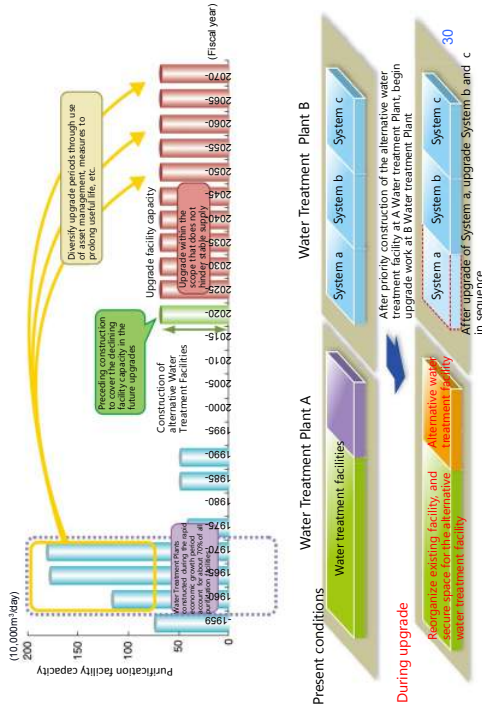 (10,000m³/day)
Purification facility capacity
200
150
100
50
0
-1959
1960-
1965-
1970-
1975-
1980-
1985-
1990-
1995-
2000-
2005-
2010-
2015-
2020-
2025-
2030-
2035-
2040-
2045-
2050-
2055-
2060-
2065-
2070-
(Fiscal year)
Water Treatment Plants
constructed during the rapid
economic growth period
account for about 70% of all
purification facilities
Preceding construction
to cover the declining
facility capacity in the
future upgrades
Construction of
alternative Water
Treatment Facilities
Upgrade facility capacity
Upgrade within the
scope that does not
hinder stable supply
Diversify upgrade periods through use
of asset management, measures to
prolong useful life, etc.
Present conditions
Water Treatment Plant A
Water treatment facilities
Water Treatment Plant B
System a
System b
System c
After priority construction of the alternative water
treatment facility at A Water treatment Plant, begin
upgrade work at B Water treatment Plant
During upgrade
Reorganize existing facility, and
secure space for the alternative
water treatment facility
Alternative water
treatment facility
System a
System b
System c
After upgrade of System a, upgrade System b and c
in sequence
30